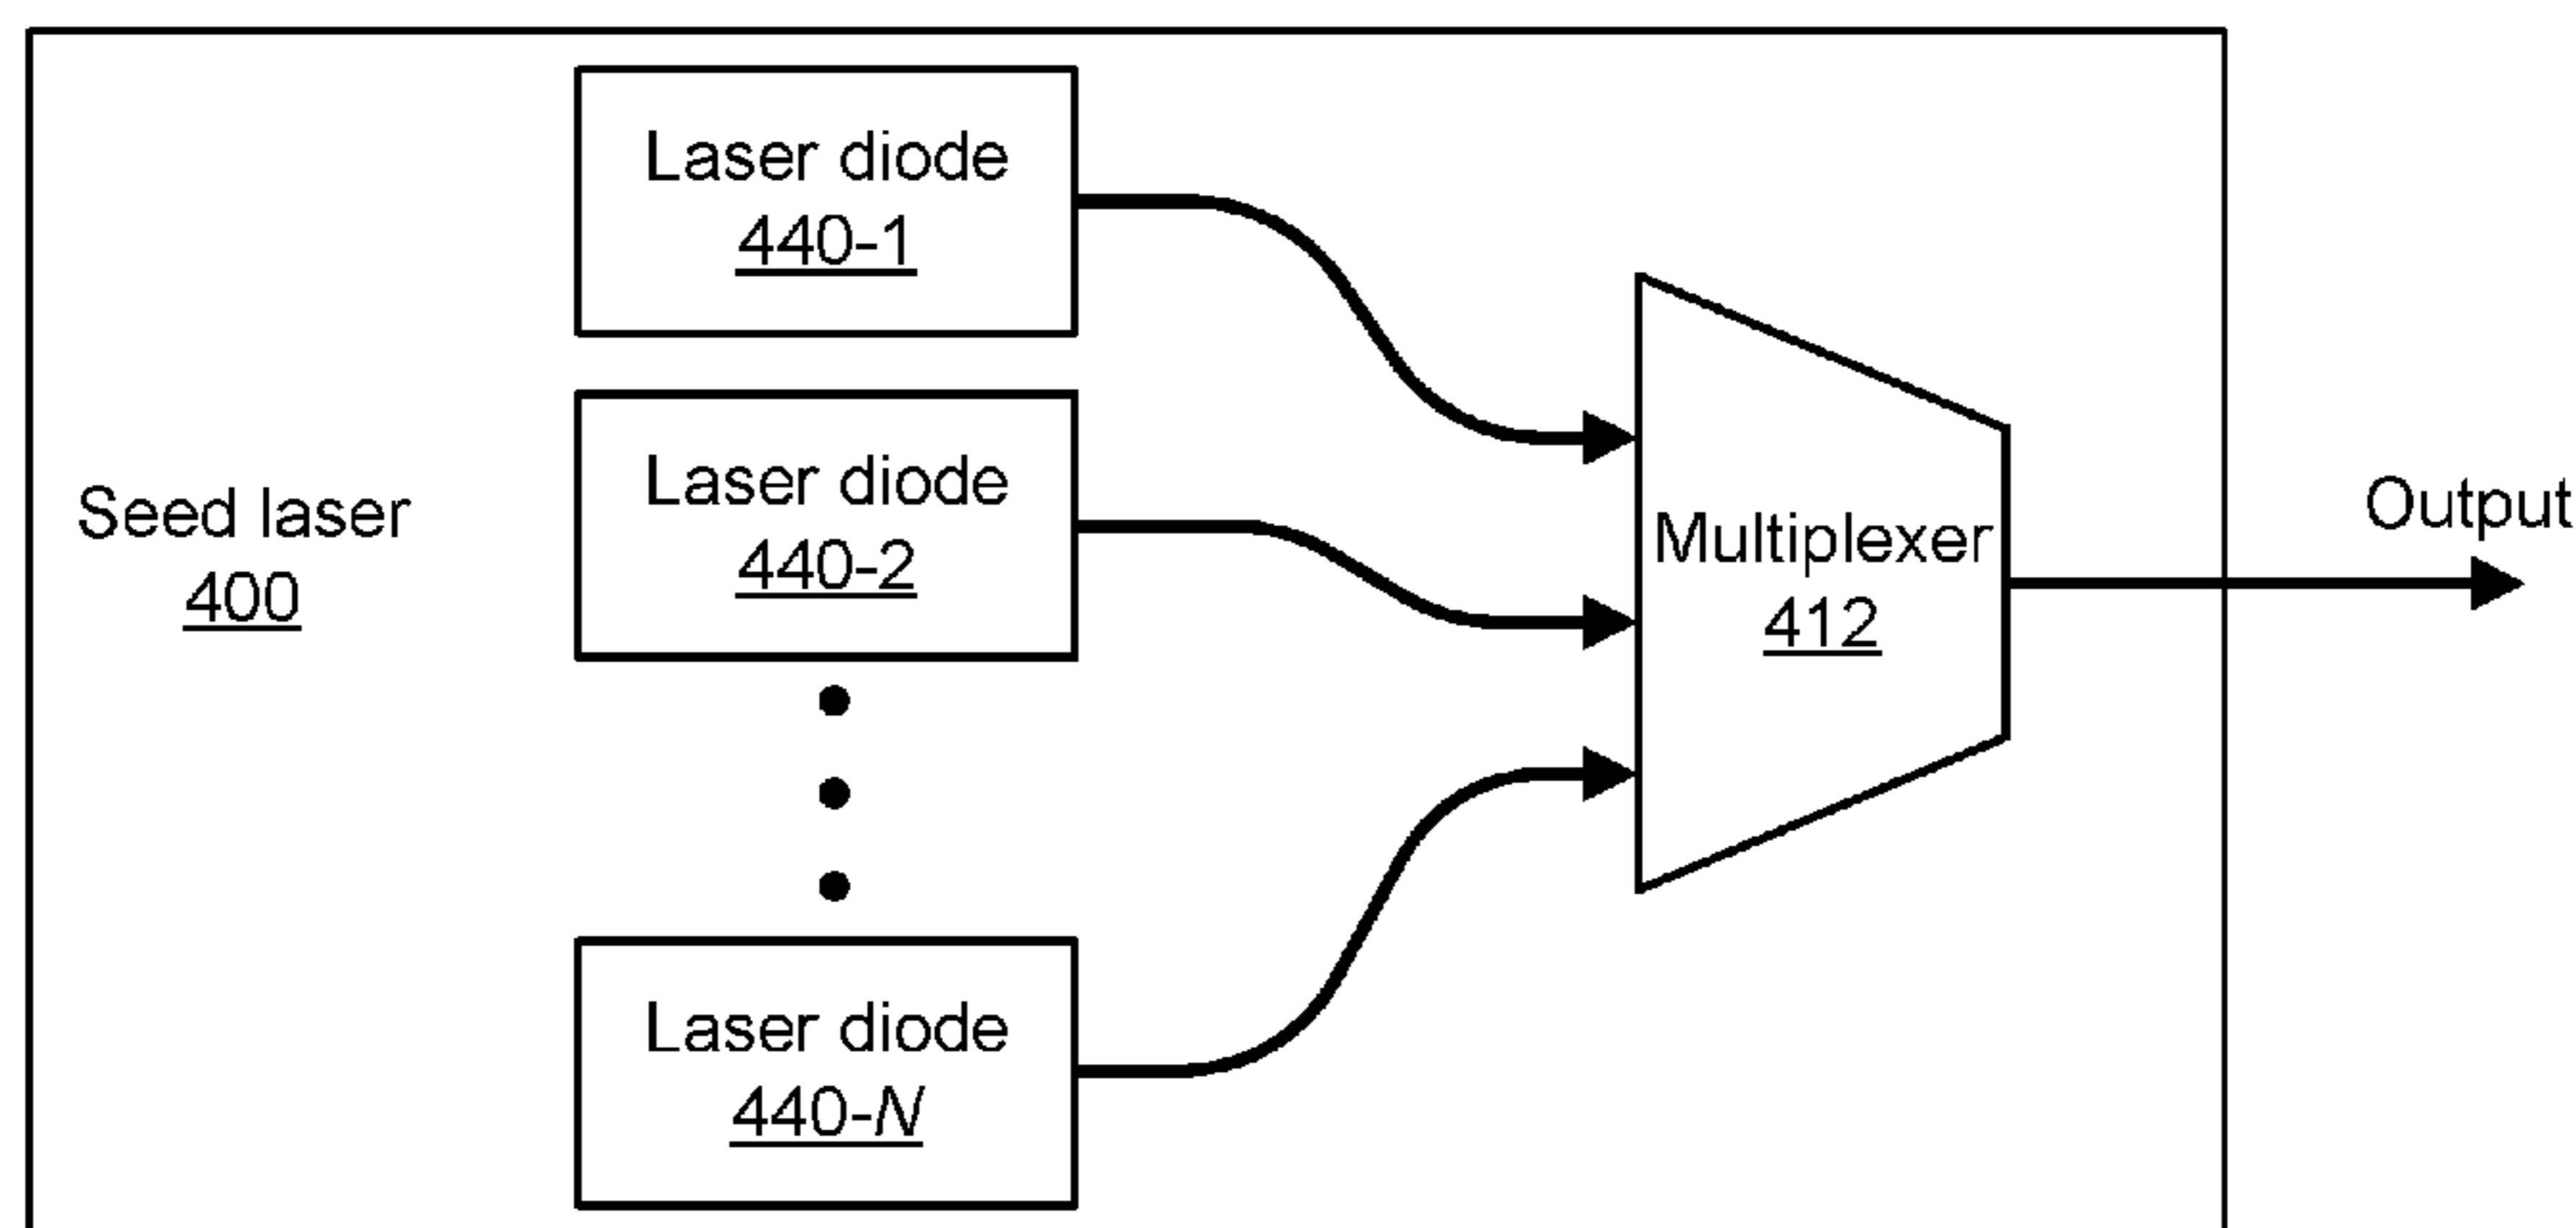 Laser diode
440-1
Laser diode
440-2
Seed laser
400
Multiplexer
412
Output
Laser diode
440-N